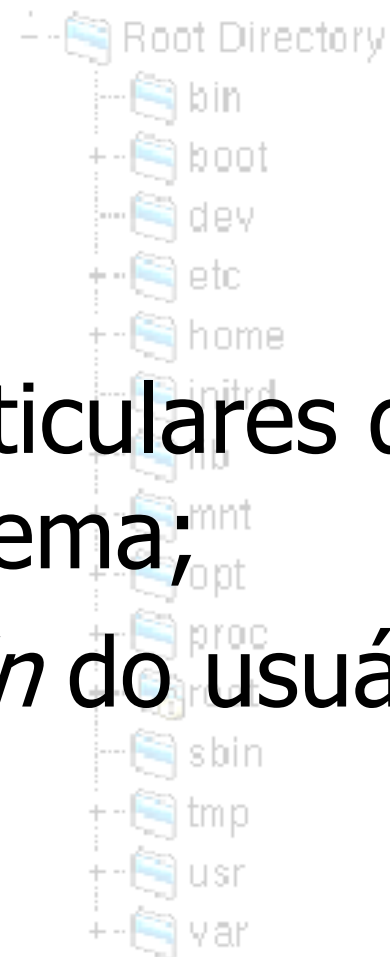 Root Directory
bin
boot
dev
etc
home
initrd
ticulares
lib
mnt
ema;
opt
proc
n do usuá
root
sbin
tmp
usr
var